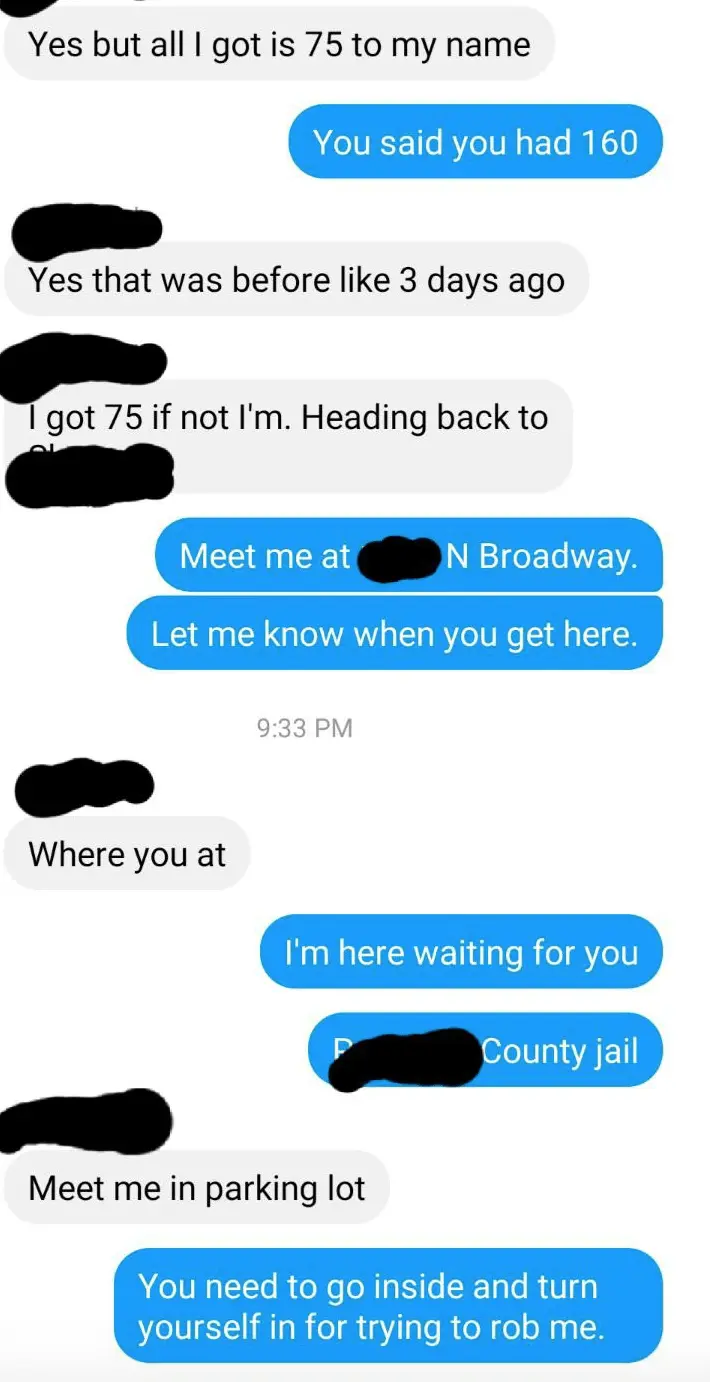 Yes but all I got is 75 to my name
You said you had 160
Yes that was before like 3 days ago
I got 75 if not I'm. Heading back to
Meet me at N Broadway.
Let me know when you get here.
9:33 PM
Where you at
I'm here waiting for you
County jail
Meet me in parking lot
You need to go inside and turn
yourself in for trying to rob me.